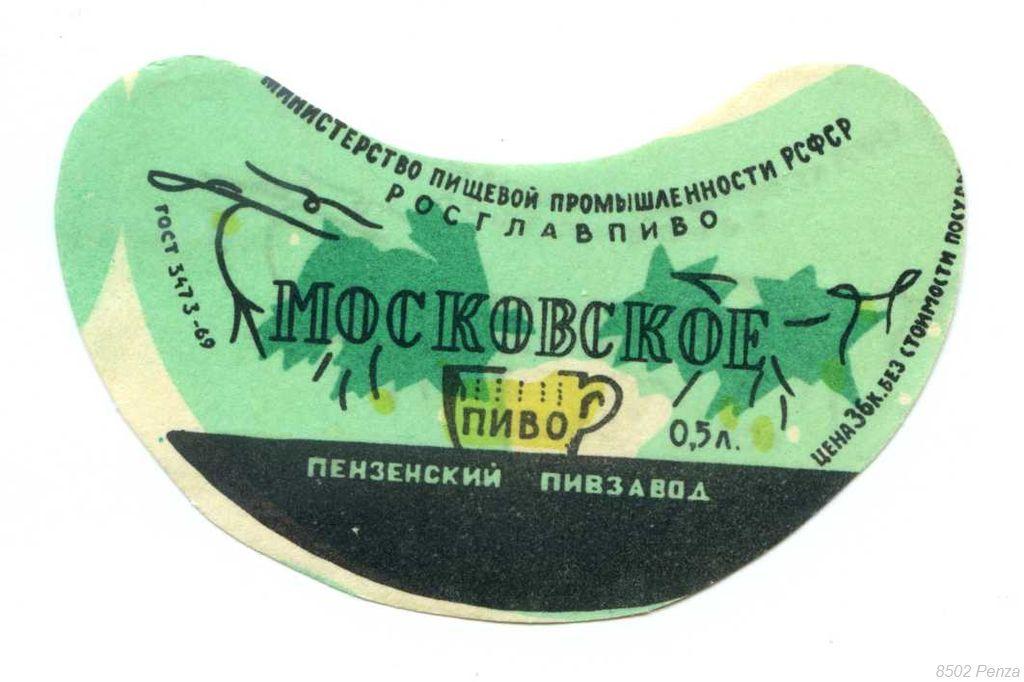 МИНИСТЕРСТВО ПИЩЕВОЙ ПРОМЫШЛЕННОСТИ РСФСР
РОСГЛАВПИВО
ГОСТ 3473-69
МОСКОВСКОЕ
ПИВО
0,5л.
ЦЕНА 36к. БЕЗ СТОИМОСТИ ПОСУД
ПЕНЗЕНСКИЙ ПИВЗАВОД
8502 Penza